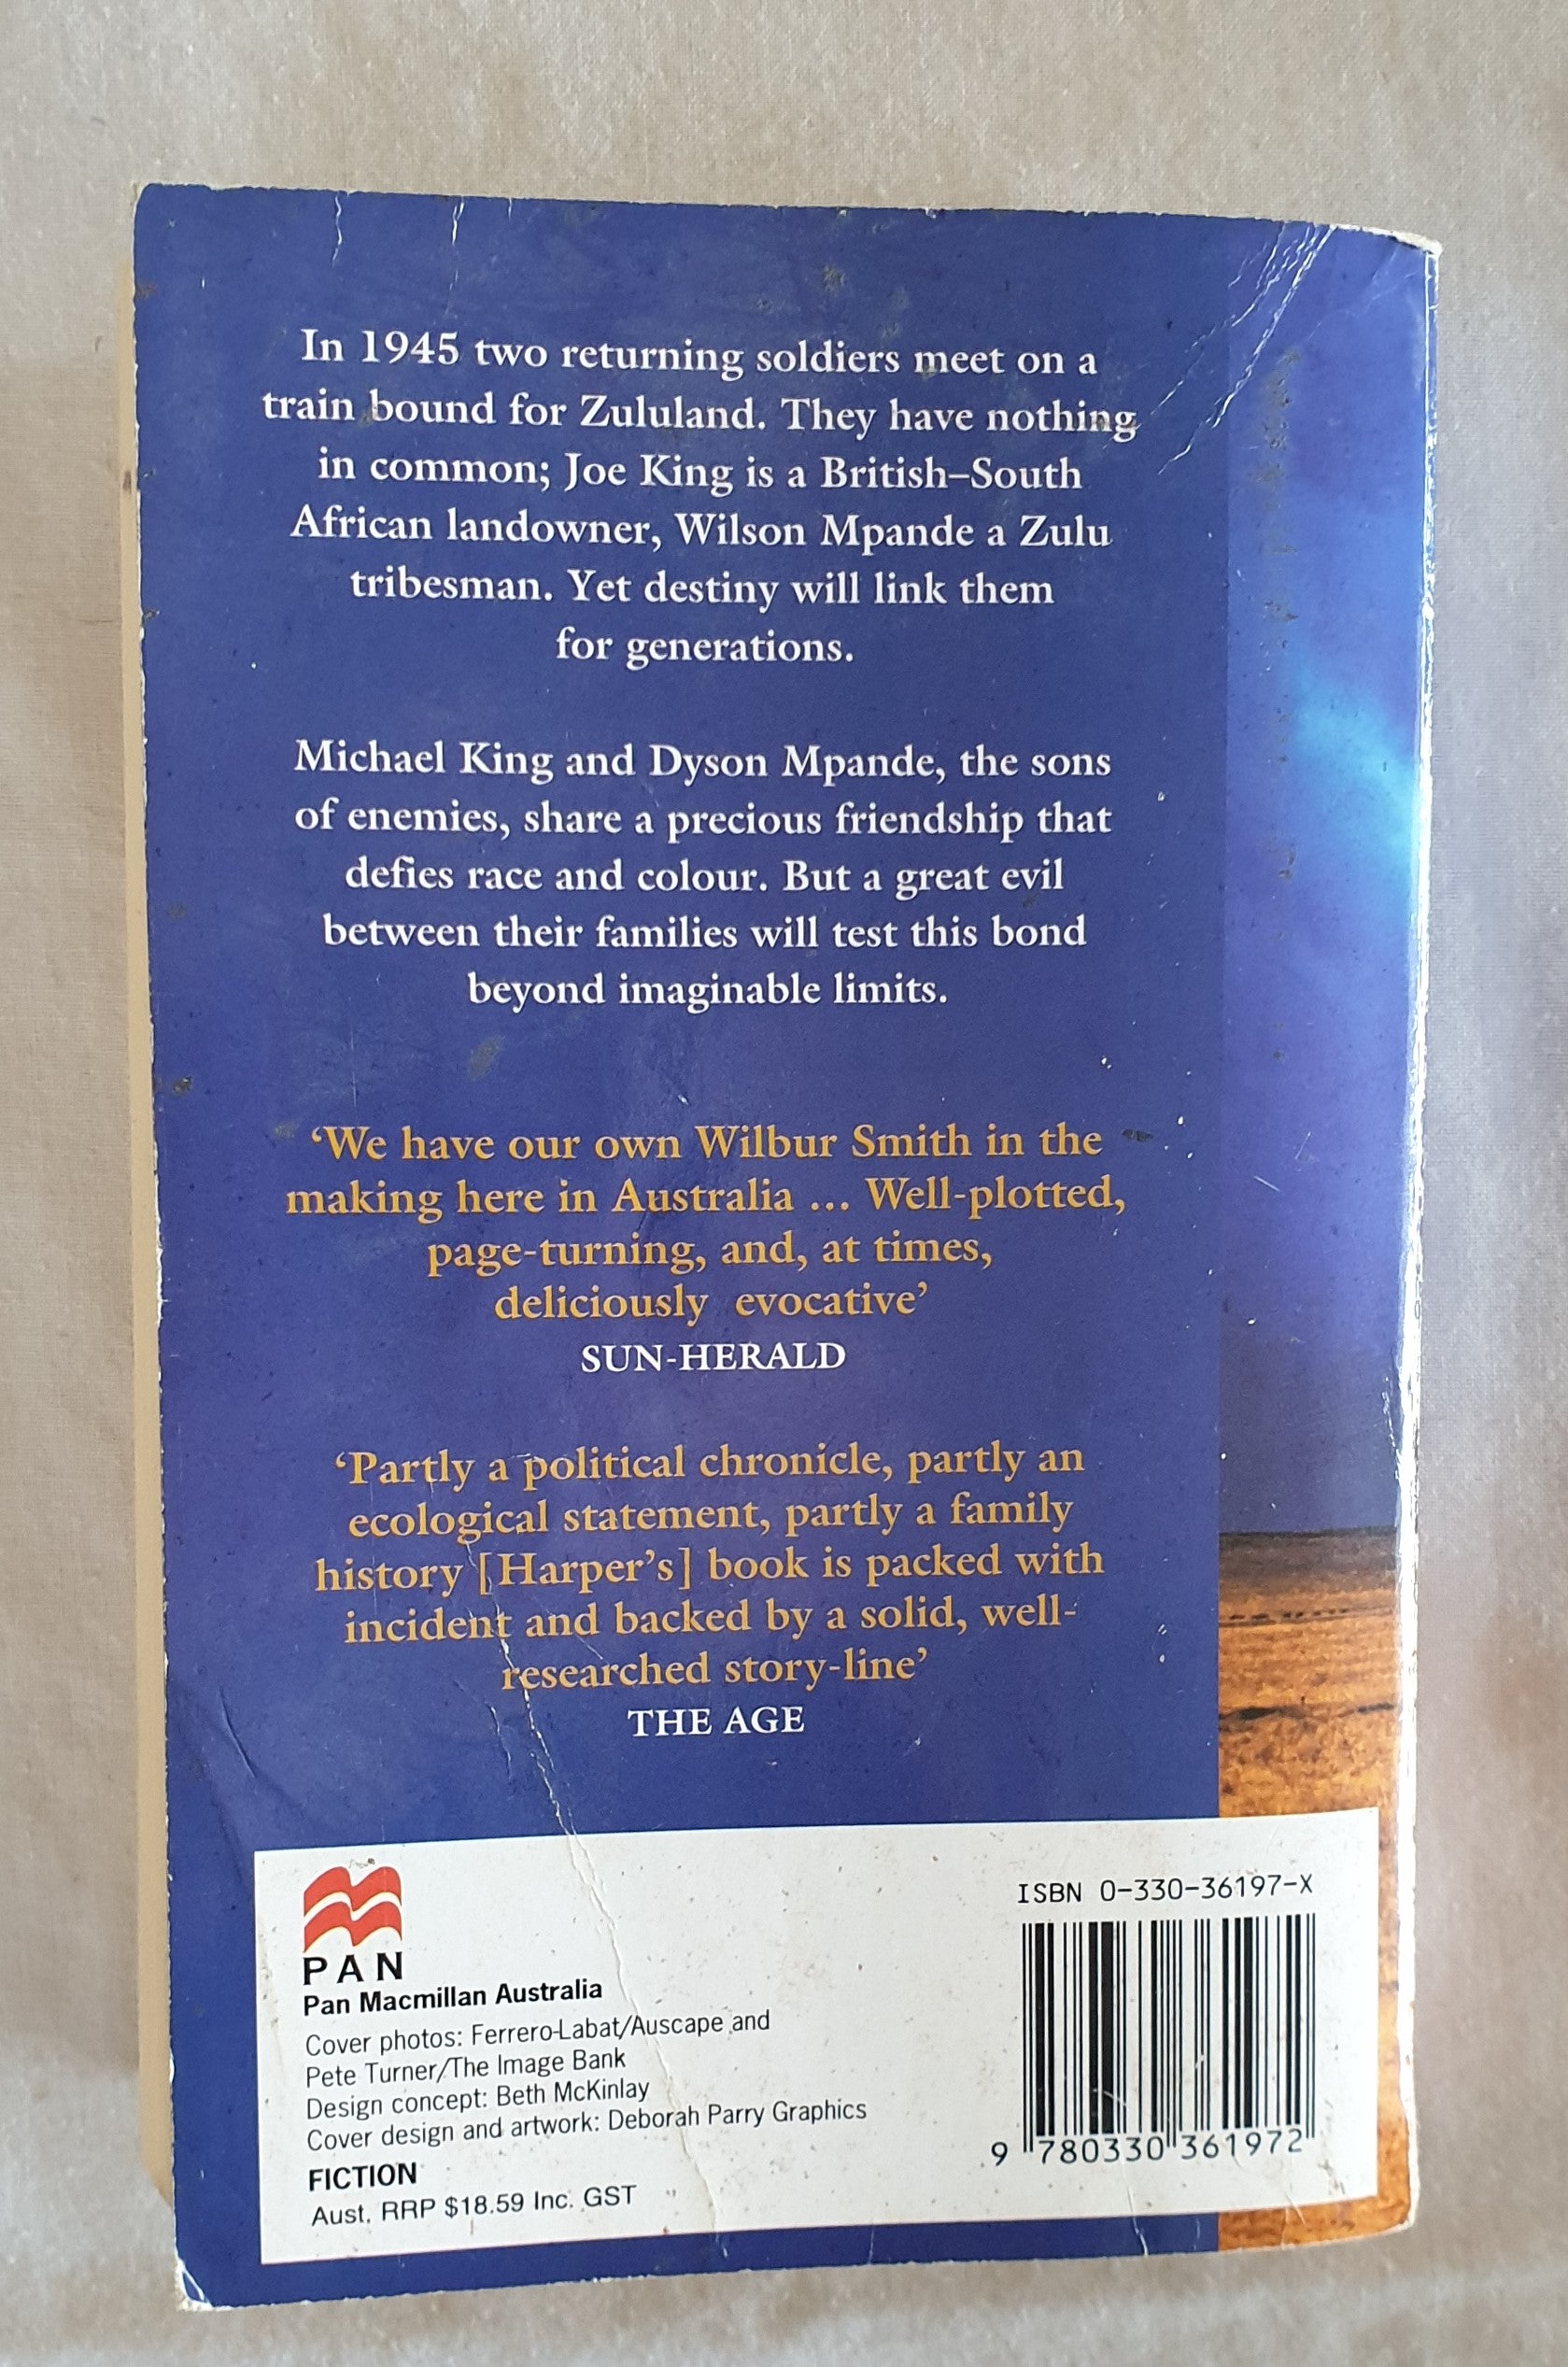 In 1945 two returning soldiers meet on a
train bound for Zululand. They have nothing
in common; Joe King is a British–South
African landowner, Wilson Mpande a Zulu
tribesman. Yet destiny will link them
for generations.
Michael King and Dyson Mpande, the sons
of enemies, share a precious friendship that
defies race and colour. But a great evil
between their families will test this bond
beyond imaginable limits.
‘We have our own Wilbur Smith in the
making here in Australia ... Well-plotted,
page-turning, and, at times,
deliciously evocative’
SUN-HERALD
‘Partly a political chronicle, partly an
ecological statement, partly a family
history [Harper’s] book is packed with
incident and backed by a solid, well-
researched story-line’
THE AGE
PAN
Pan Macmillan Australia
Cover photos: Ferrero-Labat/Auscape and
Pete Turner/The Image Bank
Design concept: Beth McKinlay
Cover design and artwork: Deborah Parry Graphics
FICTION
Aust. RRP $18.59 Inc. GST
ISBN 0-330-36197-X
9 780330 361972